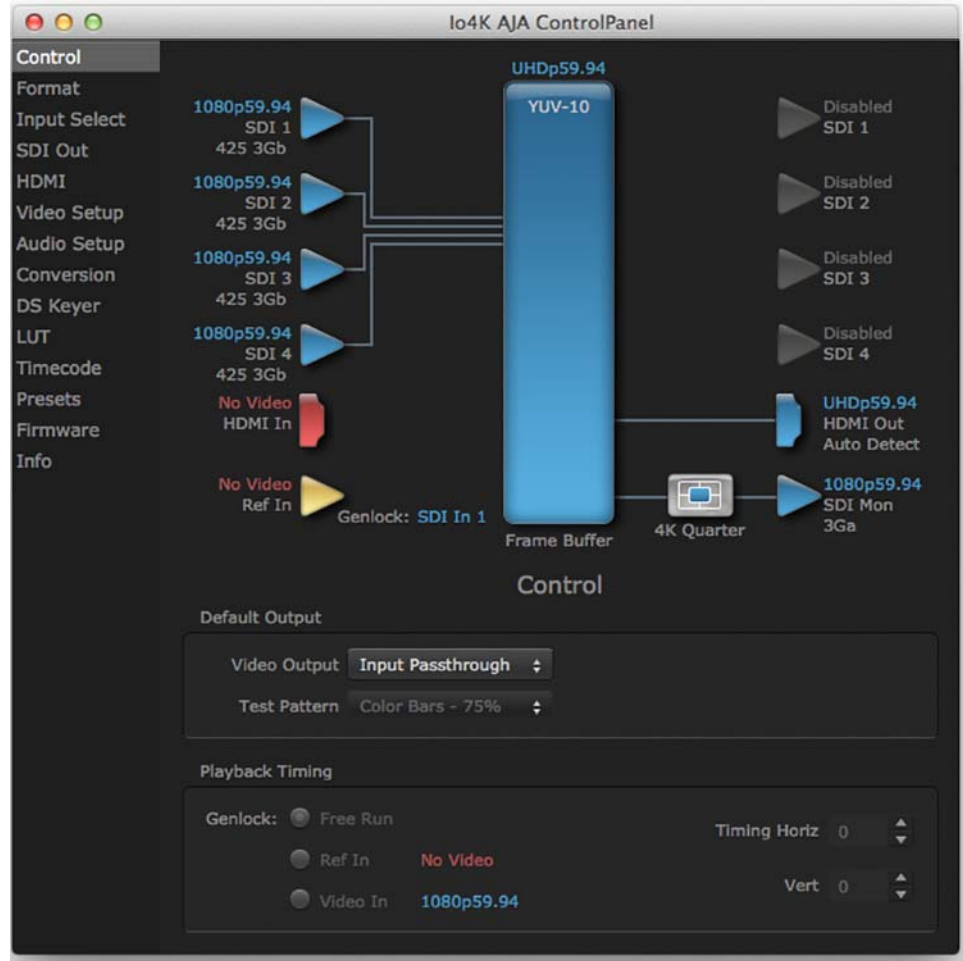 Io4K AJA ControlPanel
Control
Format
Input Select
SDI Out
HDMI
Video Setup
Audio Setup
Conversion
DS Keyer
LUT
Timecode
Presets
Firmware
Info
1080p59.94
SDI 1
425 3Gb
1080p59.94
SDI 2
425 3Gb
1080p59.94
SDI 3
425 3Gb
1080p59.94
SDI 4
425 3Gb
No Video
HDMI In
No Video
Ref In
Genlock: SDI In 1
UHDp59.94
YUV-10
Frame Buffer
4K Quarter
Disabled
SDI 1
Disabled
SDI 2
Disabled
SDI 3
Disabled
SDI 4
UHDp59.94
HDMI Out
Auto Detect
1080p59.94
SDI Mon
3Ga
Control
Default Output
Video Output Input Passthrough
Test Pattern Color Bars - 75%
Playback Timing
Genlock: Free Run
Ref In No Video
Video In 1080p59.94
Timing Horiz 0
Vert 0